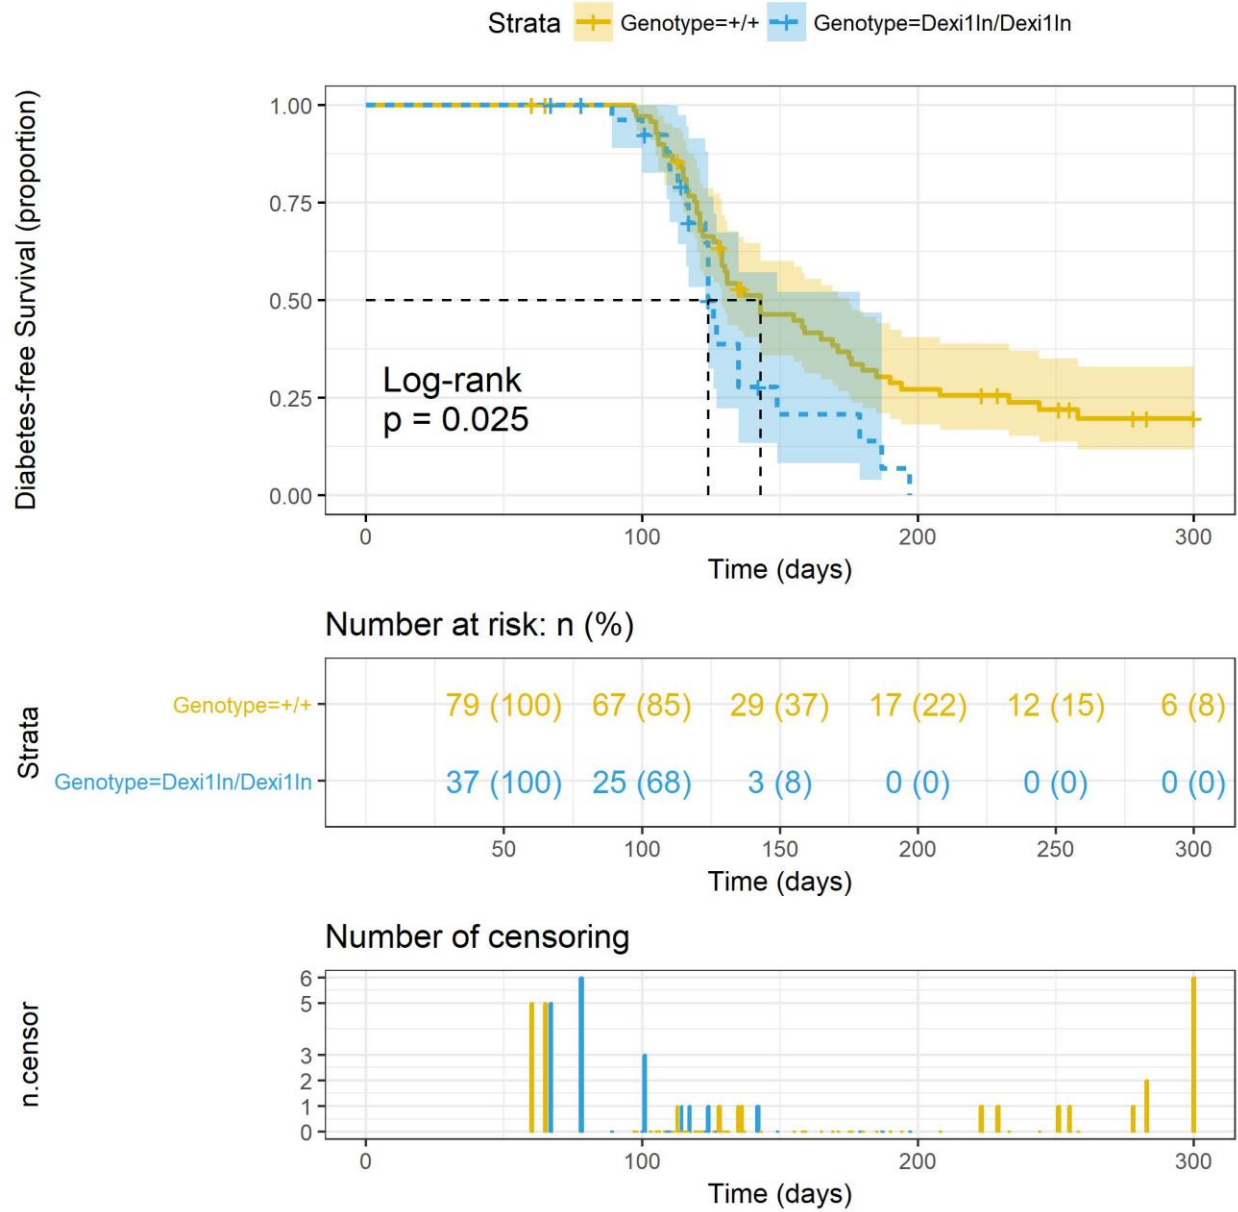 Strata Genotype=+/+ Genotype=Dexi1In/Dexi1In
Diabetes-free Survival (proportion)
1.00
0.75
0.50
0.25
0.00
Log-rank
p = 0.025
0 100 200 300
Time (days)
Number at risk: n (%)
Strata
Genotype=+/+ 79 (100) 67 (85) 29 (37) 17 (22) 12 (15) 6 (8)
Genotype=Dexi1In/Dexi1In 37 (100) 25 (68) 3 (8) 0 (0) 0 (0) 0 (0)
50 100 150 200 250 300
Time (days)
Number of censoring
n.censor
6
5
3
2
1
0
0 100 200 300
Time (days)